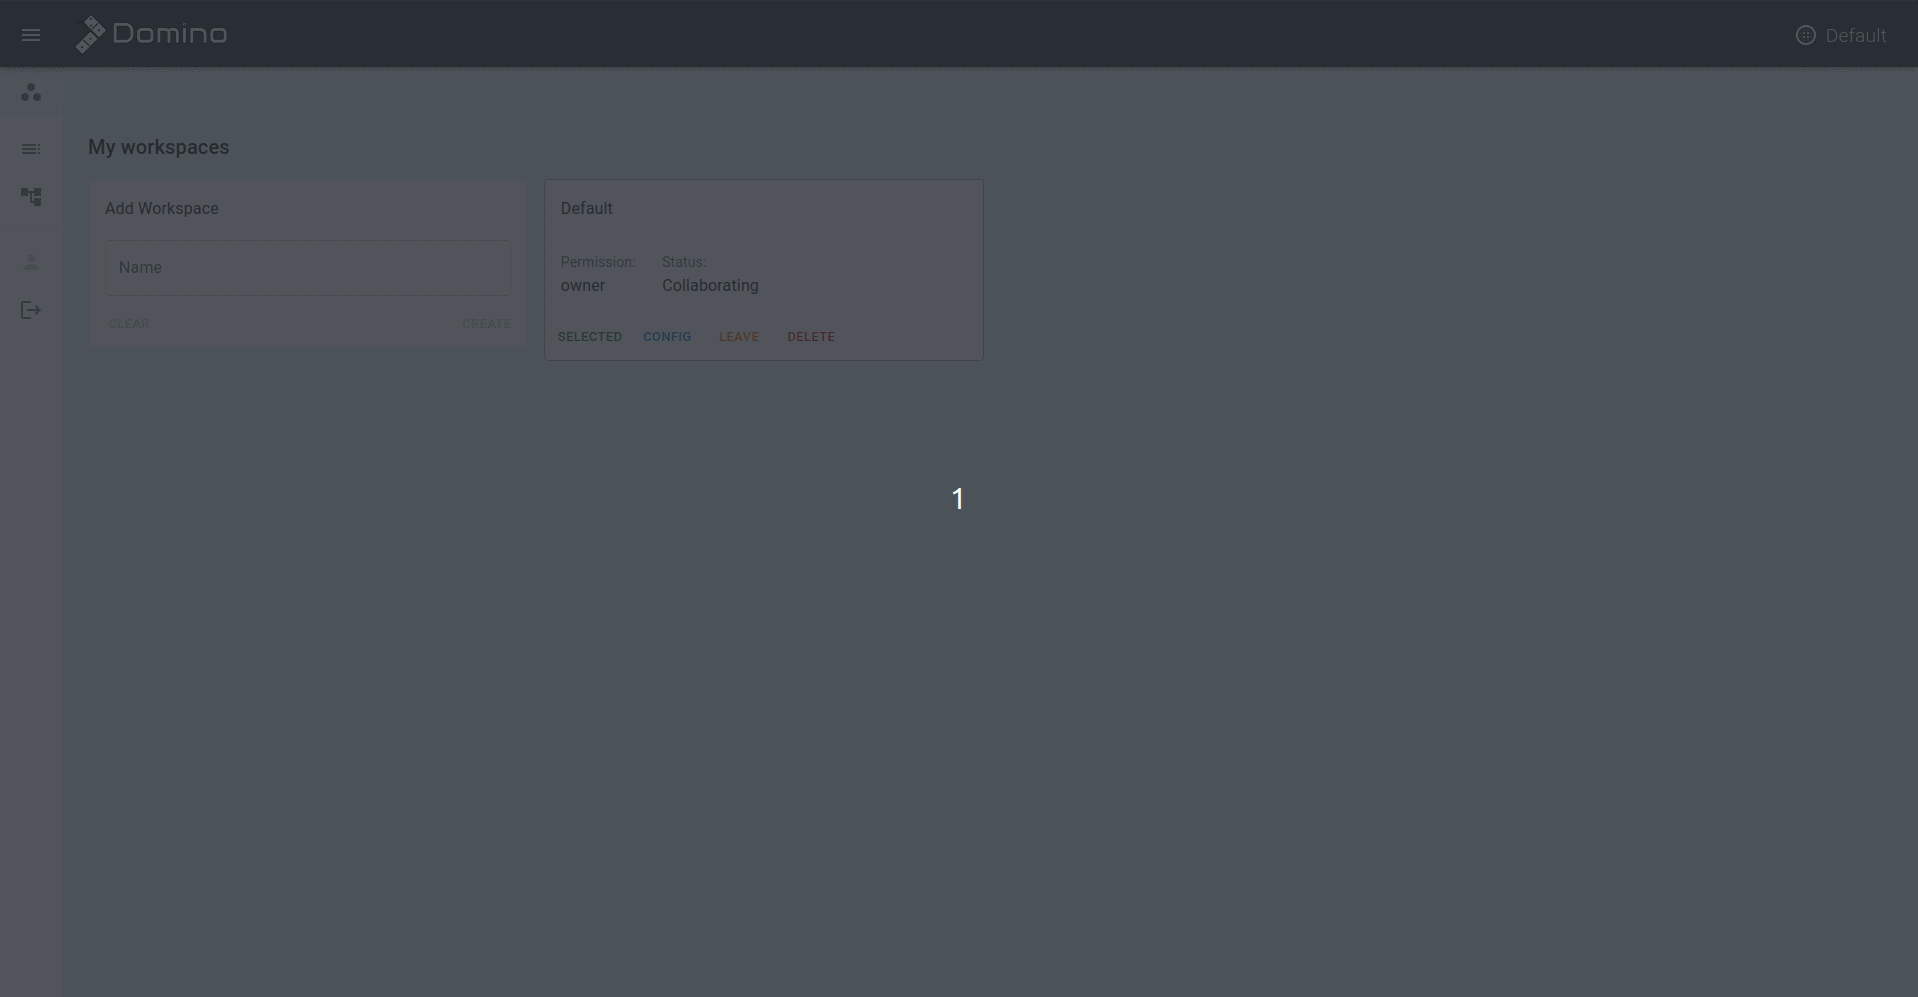 Domino
Default
My workspaces
Add Workspace
Name
CLEAR
CREATE
Default
Permission:
owner
Status:
Collaborating
SELECTED
CONFIG
LEAVE
DELETE
1